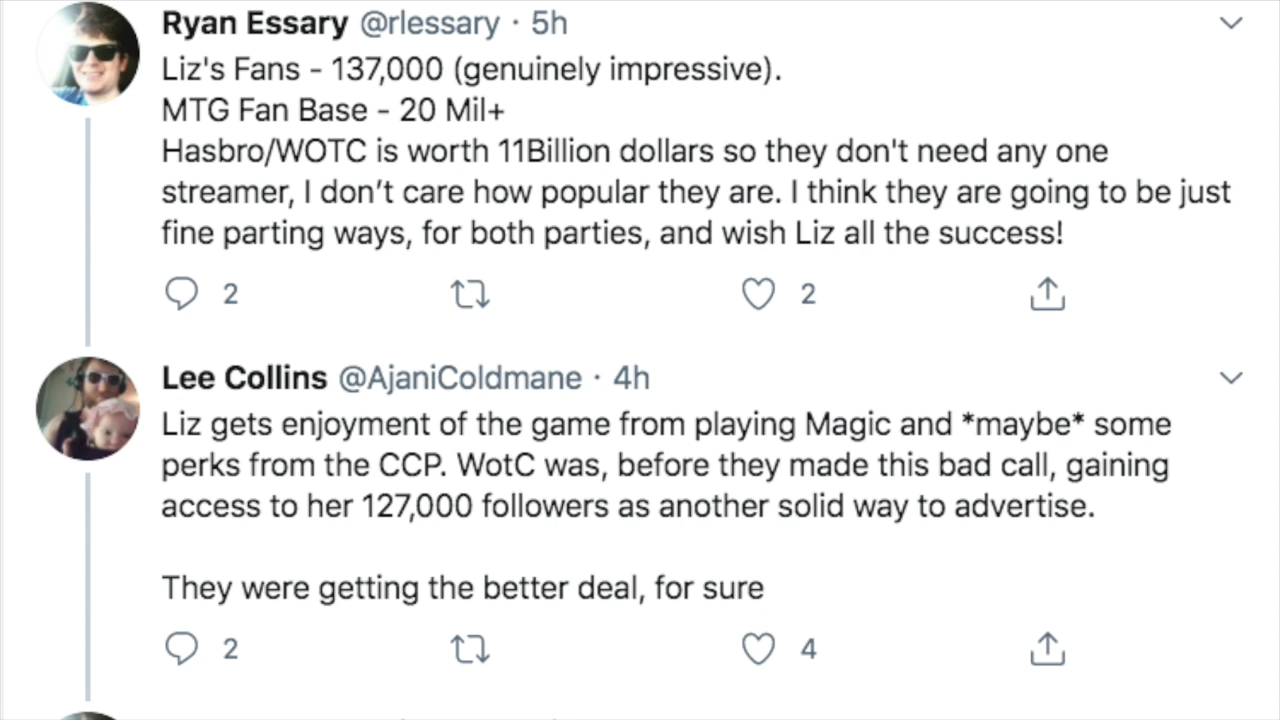 Ryan Essary @rlessary · 5h
Liz's Fans - 137,000 (genuinely impressive).
MTG Fan Base - 20 Mil+
Hasbro/WOTC is worth 11Billion dollars so they don't need any one
streamer, I don’t care how popular they are. I think they are going to be just
fine parting ways, for both parties, and wish Liz all the success!
2 2
Lee Collins @AjaniColdmane · 4h
Liz gets enjoyment of the game from playing Magic and *maybe* some
perks from the CCP. WotC was, before they made this bad call, gaining
access to her 127,000 followers as another solid way to advertise.
They were getting the better deal, for sure
2 4